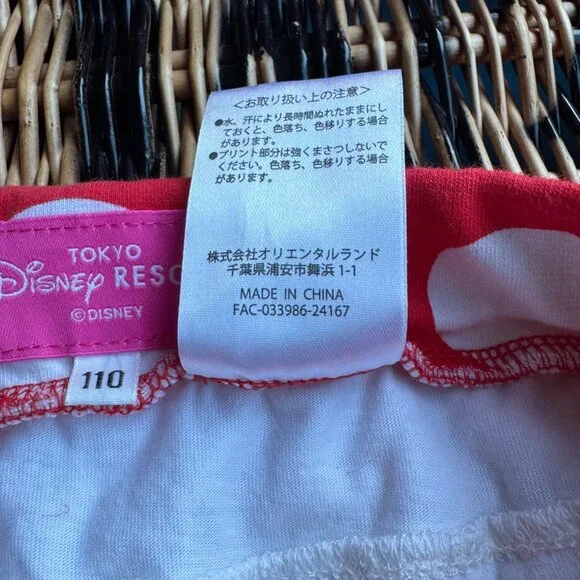 <お取り扱い上の注意>
●水、汗により長時間ぬれたままにし
ておくと、色落ち、色移りする場合
があります。
●プリント部分は強くまさつしないで
ください。色落ち、色移りする場合
があります。
株式会社オリエンタルランド
千葉県浦安市舞浜 1-1
MADE IN CHINA
FAC-033986-24167
TOKYO
Disney RESO
©DISNEY
110